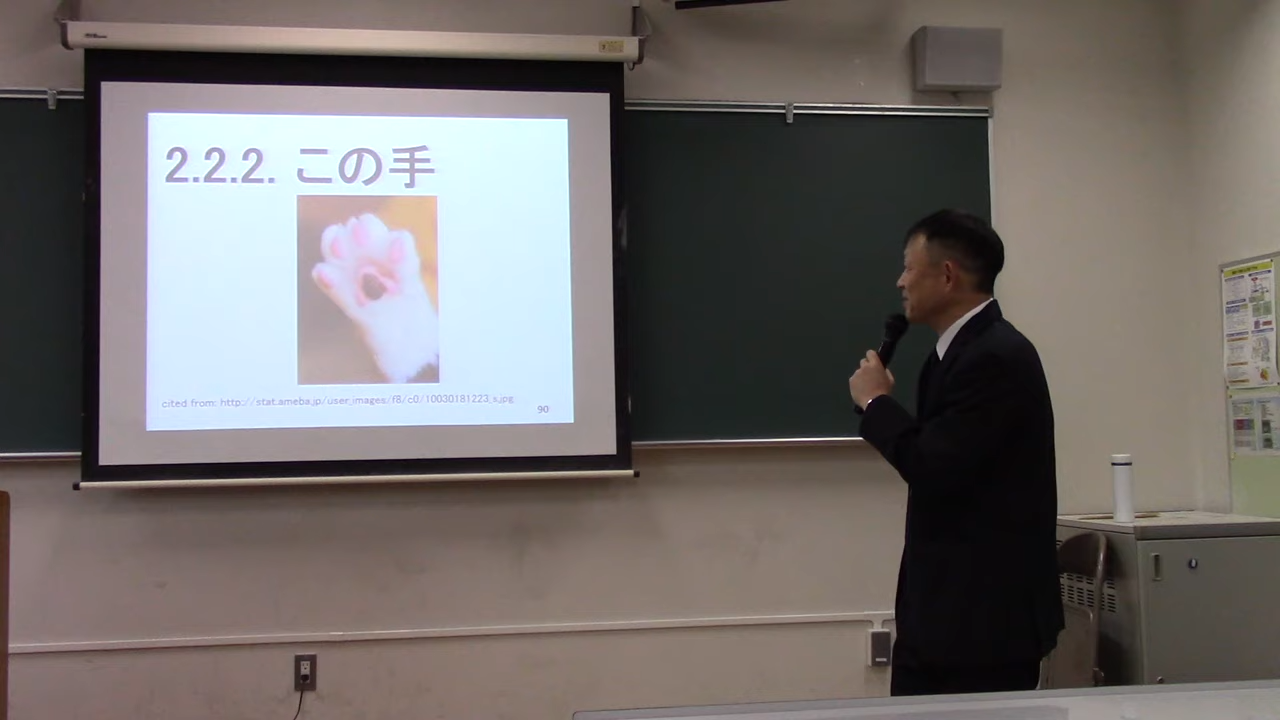 2.2.2. この手
cited from: http://stat.ameba.jp/user_images/f8/c0/10030181223_s.jpg
90